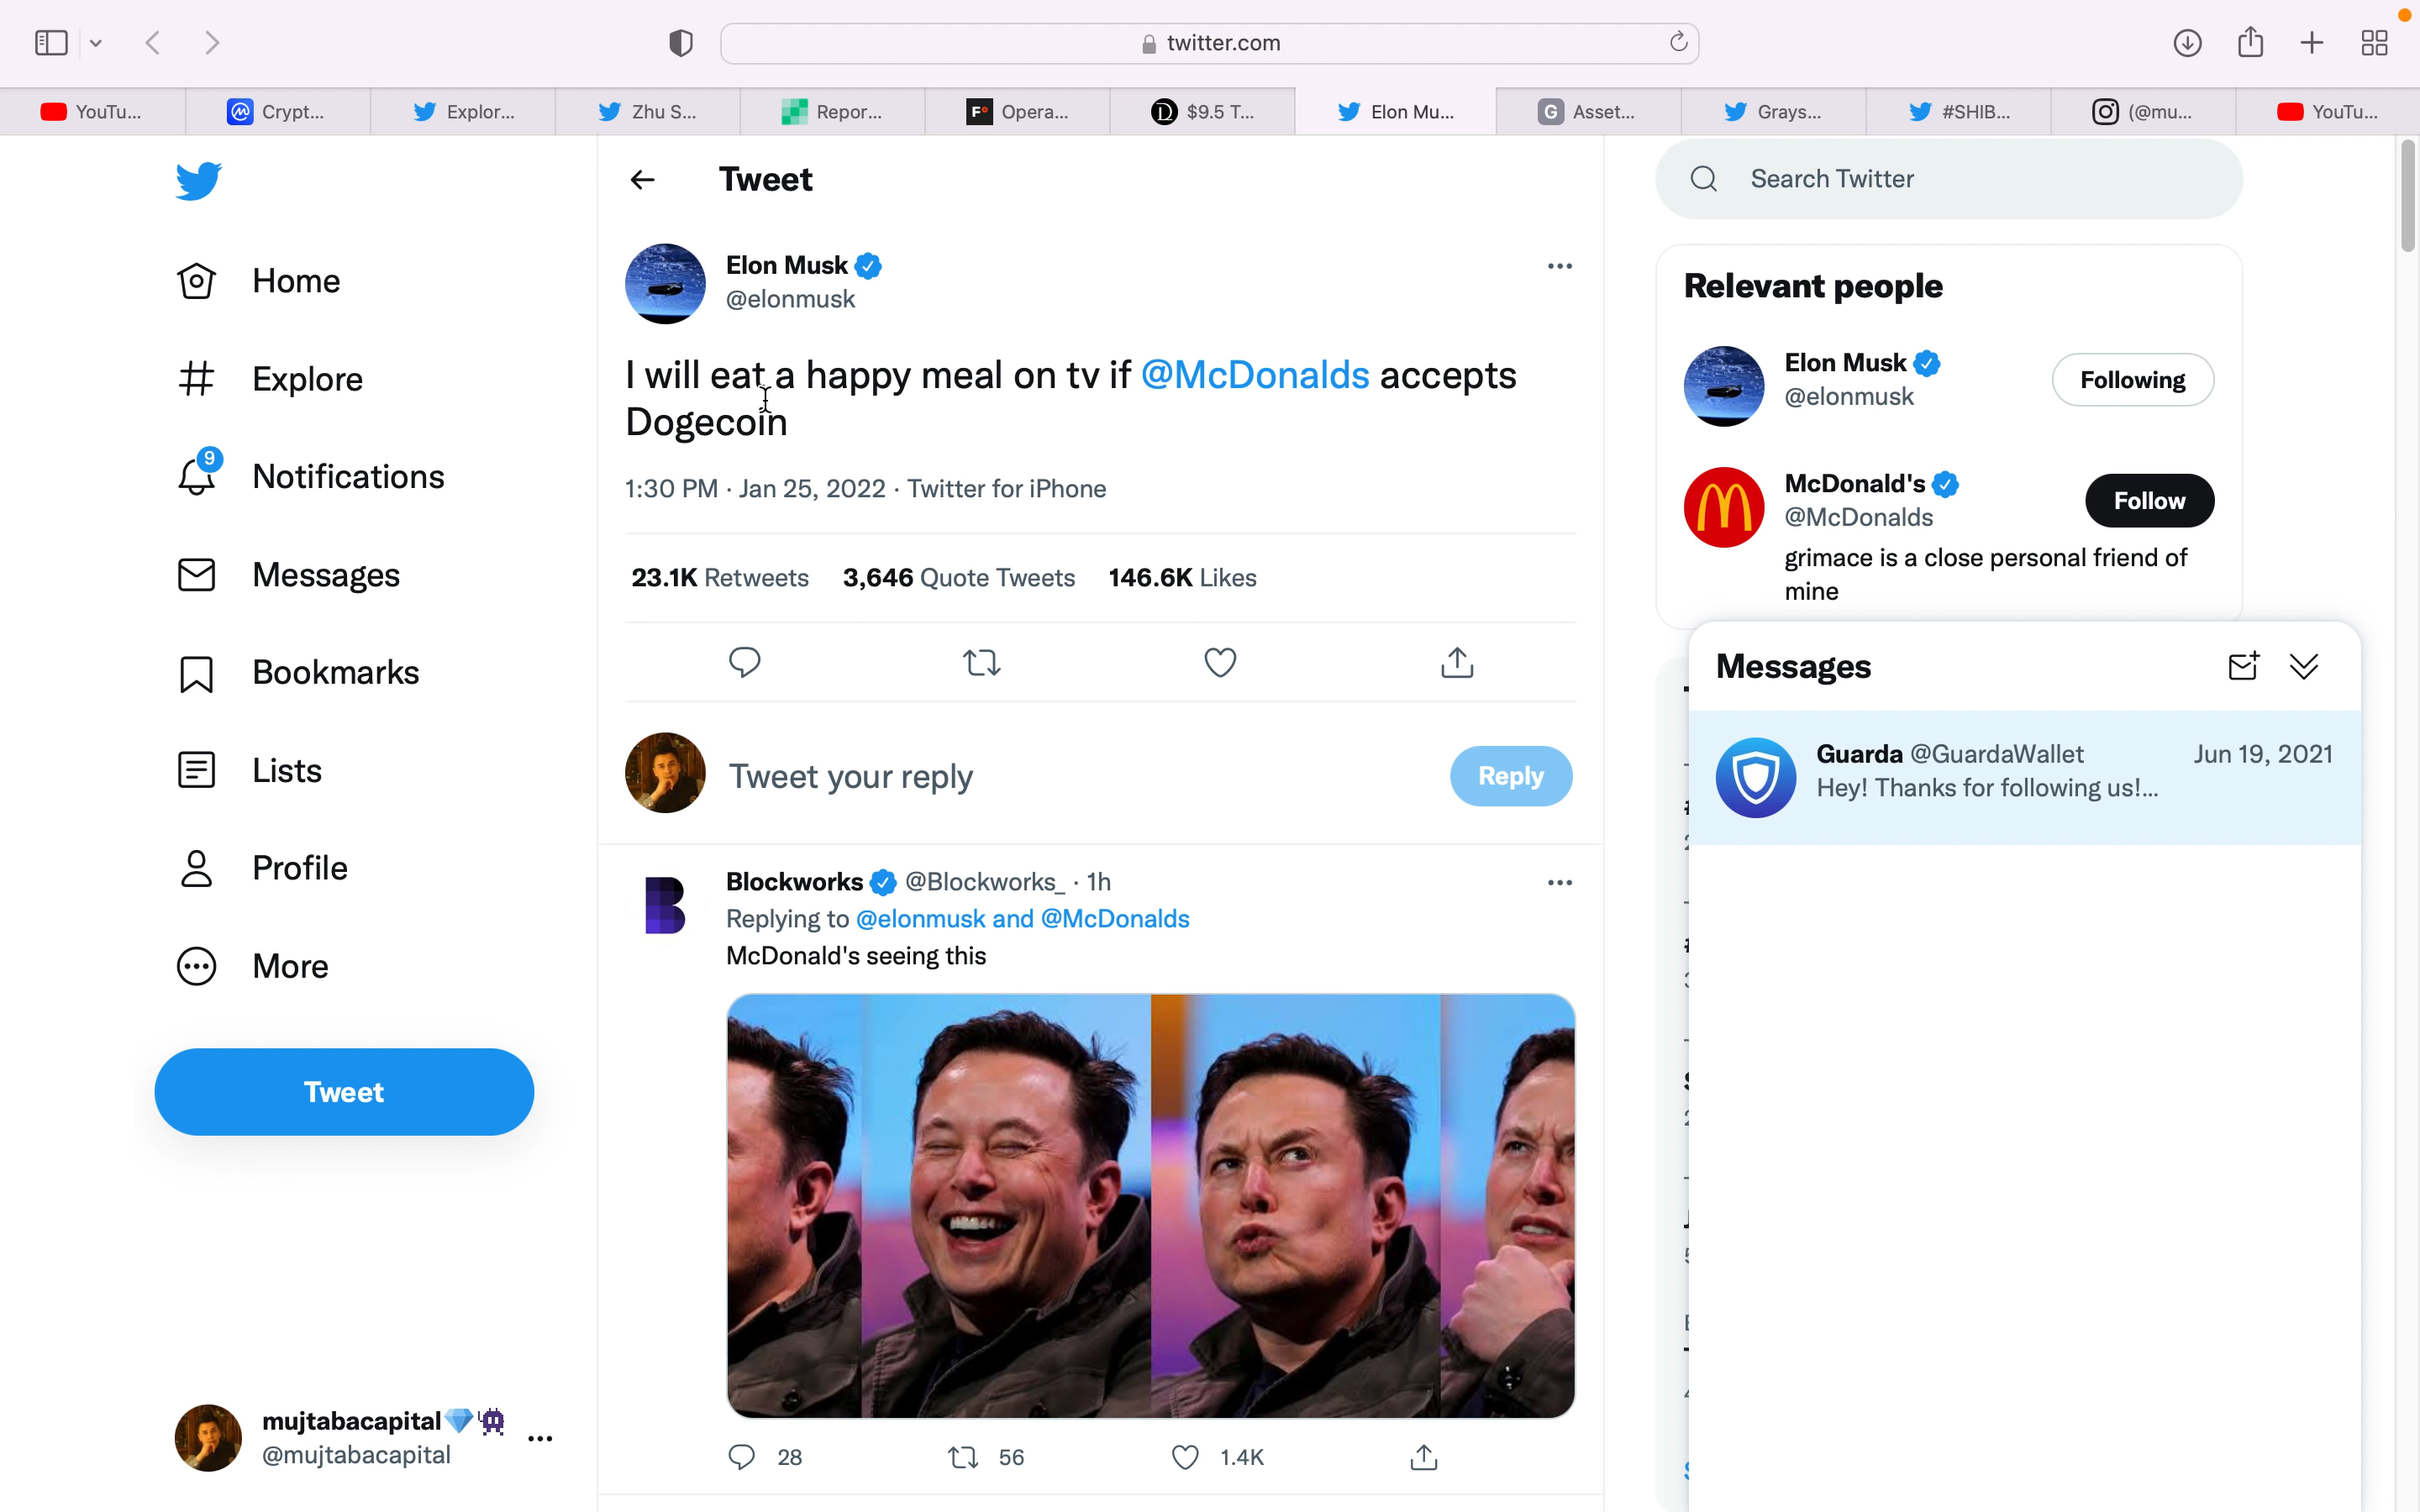 twitter.com
YouTu...
Crypt...
Explor...
Zhu S...
Repor...
F°
Opera...
$9.5 T...
Elon Mu...
G
Asset...
Grays...
#SHIB...
(@mu...
YouTu...
Home
Explore
9
Notifications
Messages
Bookmarks
Lists
Profile
More
Tweet
mujtabacapital💎
@mujtabacapital
Tweet
Elon Musk
@elonmusk
I will eat a happy meal on tv if @McDonalds accepts
Dogecoin
1:30 PM · Jan 25, 2022 · Twitter for iPhone
23.1K Retweets 3,646 Quote Tweets 146.6K Likes
Tweet your reply
Reply
Blockworks @Blockworks_ · 1h
Replying to @elonmusk and @McDonalds
McDonald's seeing this
28 56 1.4K
Search Twitter
Relevant people
Elon Musk
@elonmusk
Following
McDonald's
@McDonalds
Follow
grimace is a close personal friend of
mine
Messages
Guarda @GuardaWallet Jun 19, 2021
Hey! Thanks for following us!...